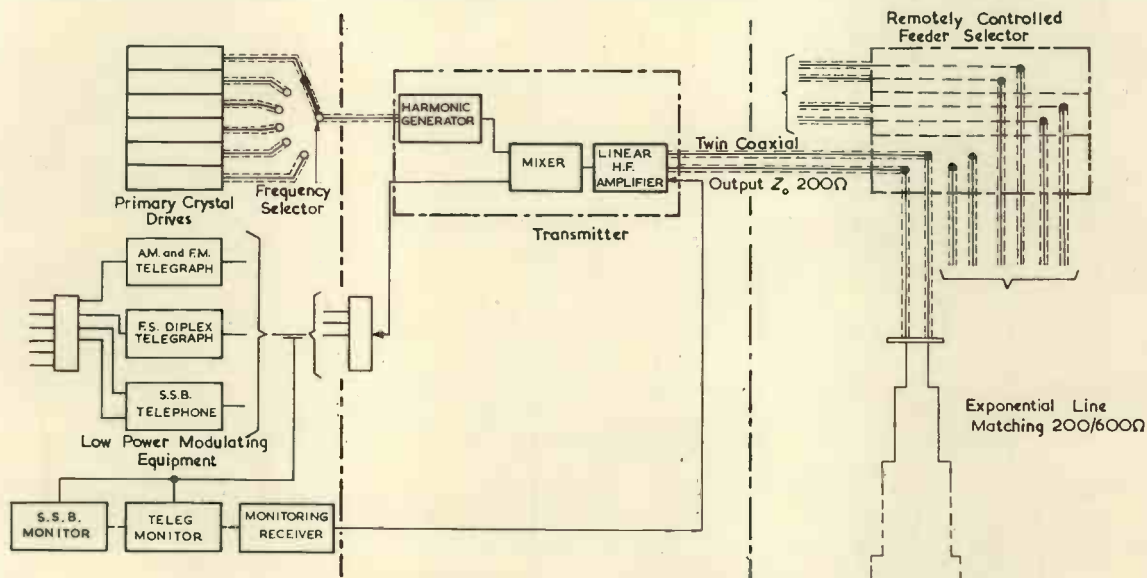 Remotely Controlled
Feeder Selector
HARMONIC
GENERATOR
MIXER
LINEAR
H.F.
AMPLIFIER
Twin Coaxial
Output Zo 200Ω
Transmitter
Frequency
Selector
Primary Crystal
Drives
A.M. and F.M.
TELEGRAPH
F.S. DIPLEX
TELEGRAPH
S.S.B.
TELEPHONE
Low Power Modulating
Equipment
S.S.B.
MONITOR
TELEG
MONITOR
MONITORING
RECEIVER
Exponential Line
Matching 200/600Ω